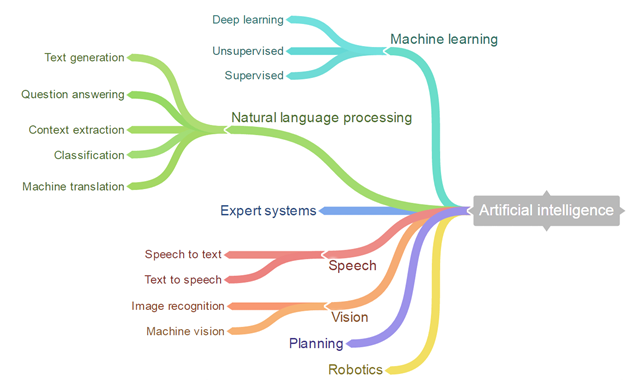 Deep learning
Unsupervised
Supervised
Machine learning
Text generation
Question answering
Context extraction
Classification
Machine translation
Natural language processing
Expert systems
Artificial intelligence
Speech to text
Text to speech
Speech
Image recognition
Machine vision
Vision
Planning
Robotics